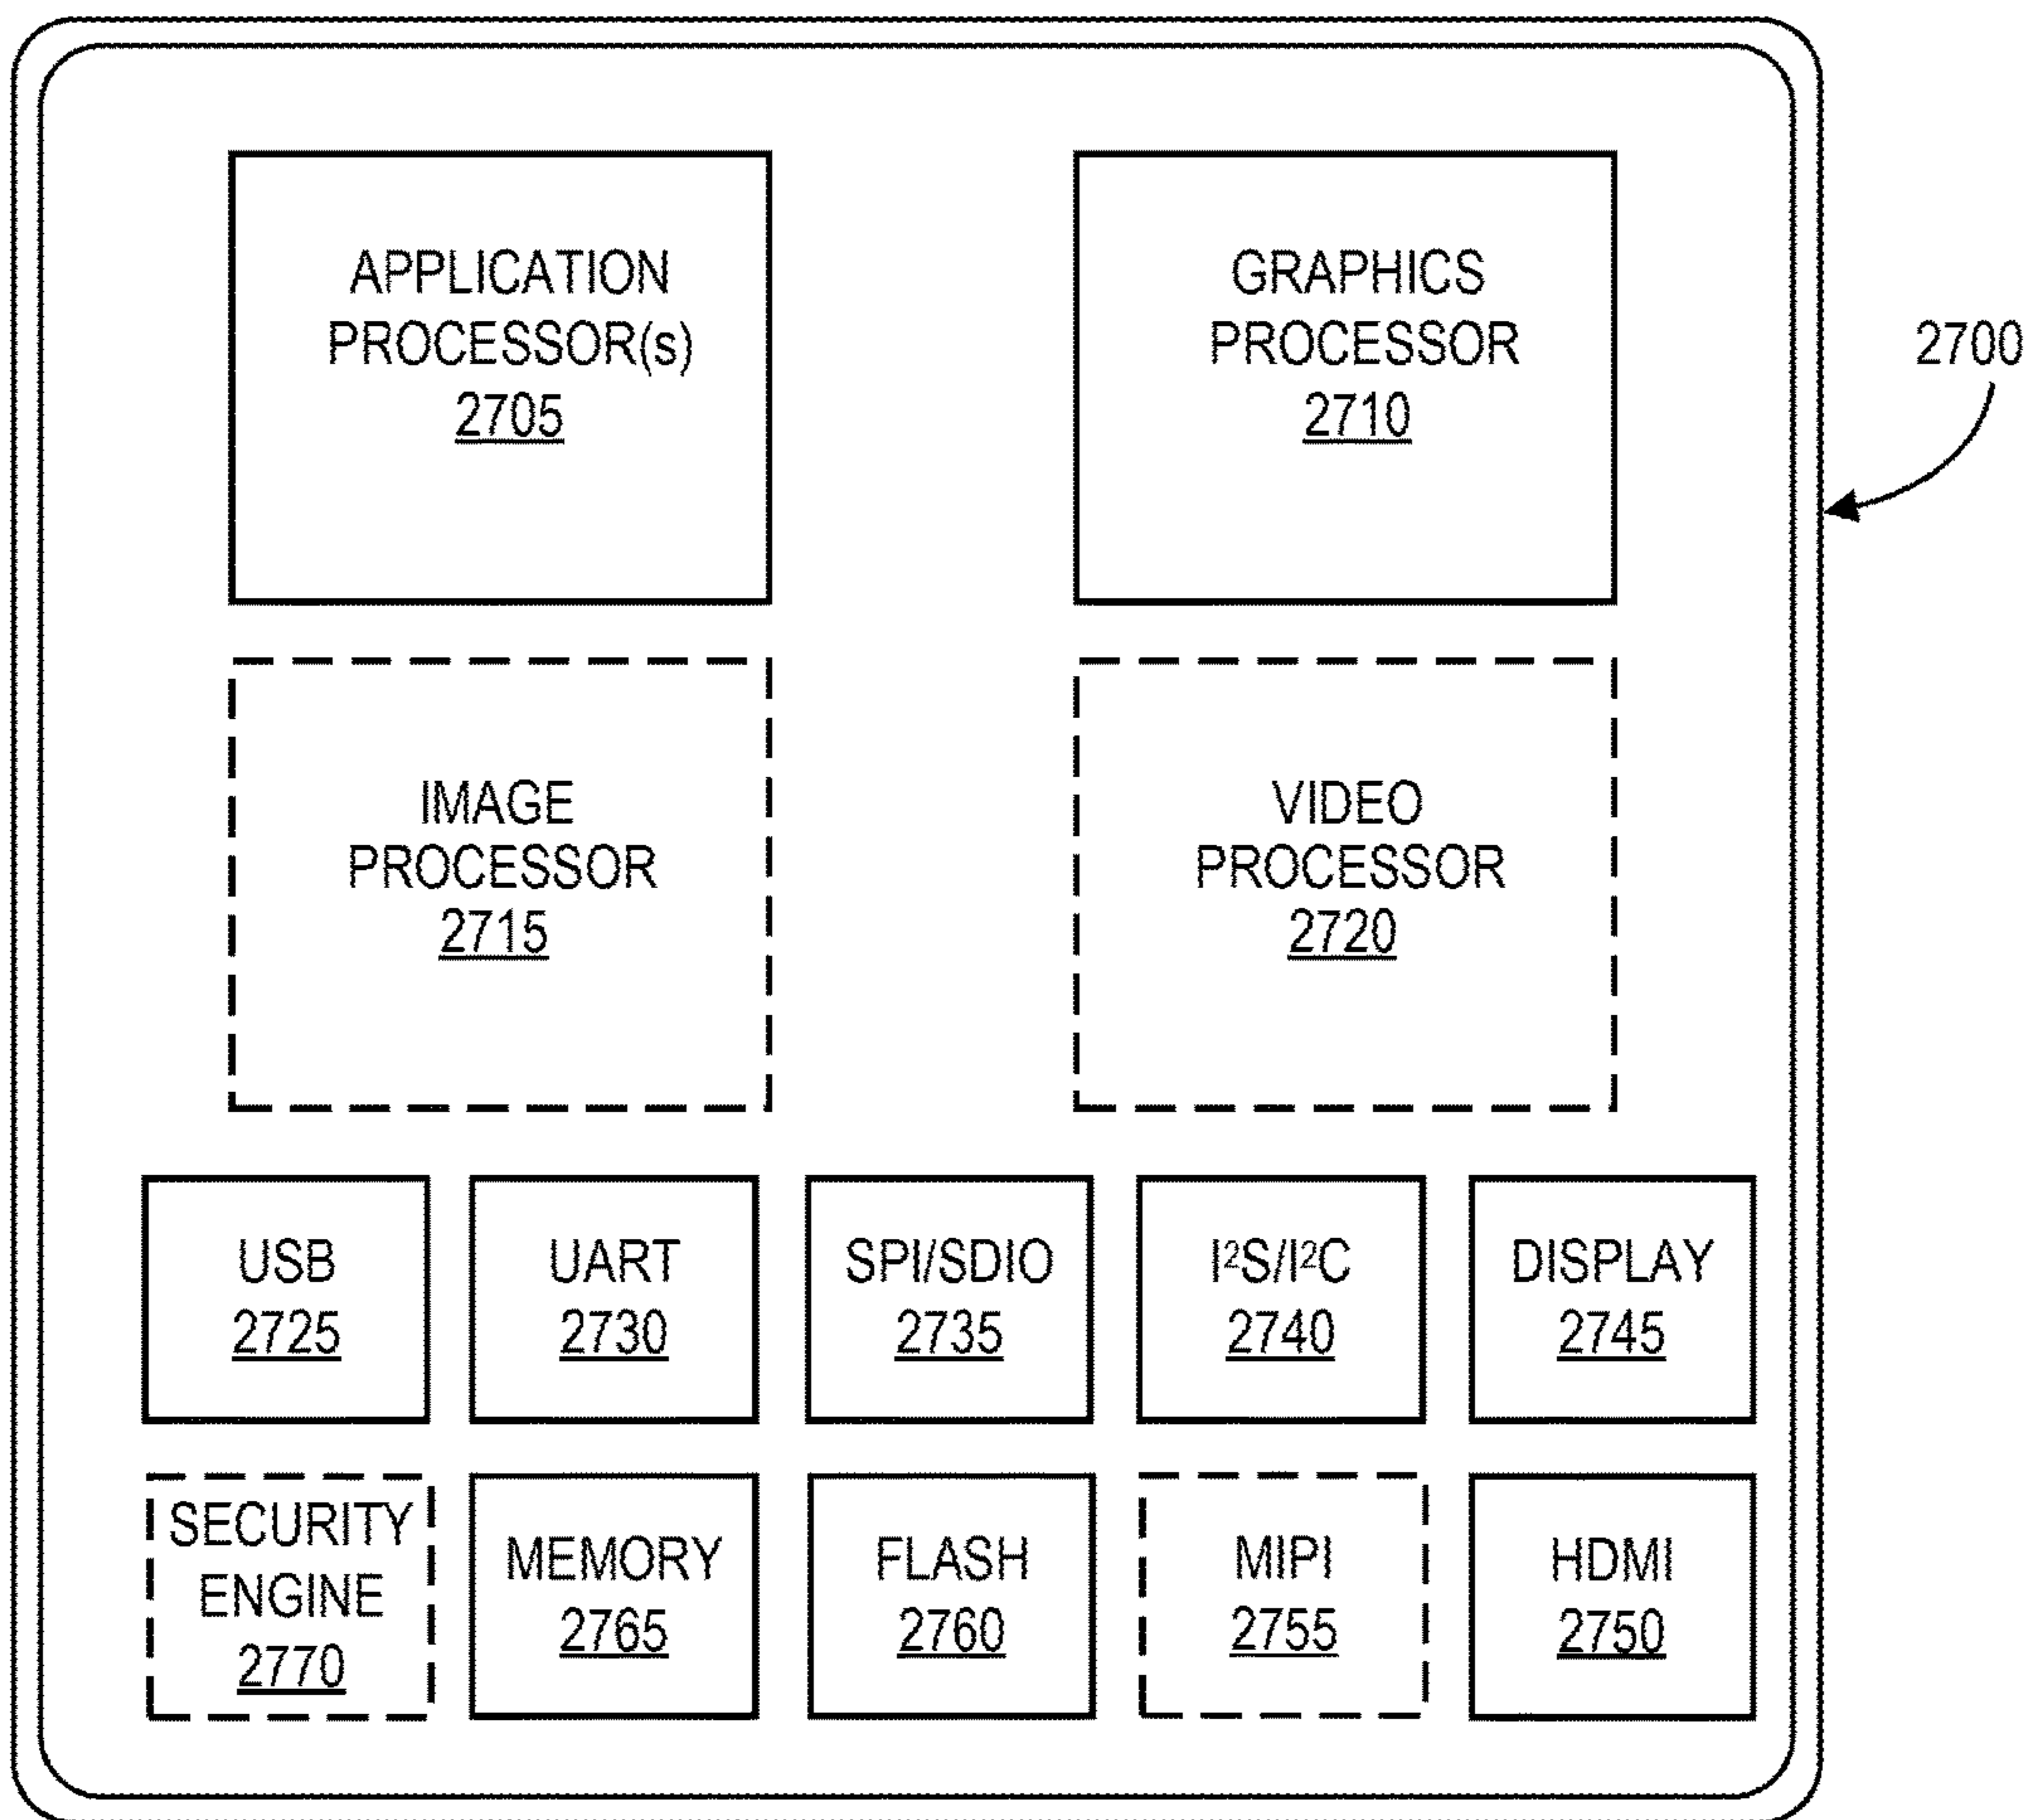 APPLICATION
PROCESSOR(s)
2705
GRAPHICS
PROCESSOR
2710
2700
IMAGE
PROCESSOR
2715
VIDEO
PROCESSOR
2720
USB
2725
UART
2730
SPI/SDIO
2735
I²S/I²C
2740
DISPLAY
2745
SECURITY
ENGINE
2770
MEMORY
2765
FLASH
2760
MIPI
2755
HDMI
2750